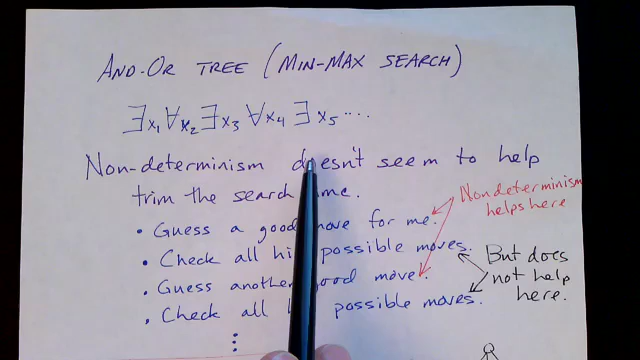 AND-OR TREE (MIN-MAX SEARCH)
∃x₁∀x₂∃x₃ ∀x₄ ∃x₅ ....
Non-determinism doesn't seem to help
trim the search
Non determinism
helps here
• Guess a good move for me.
• Check all possible moves.
But does
not help
here.
• Guess another good move.
• Check all possible moves.